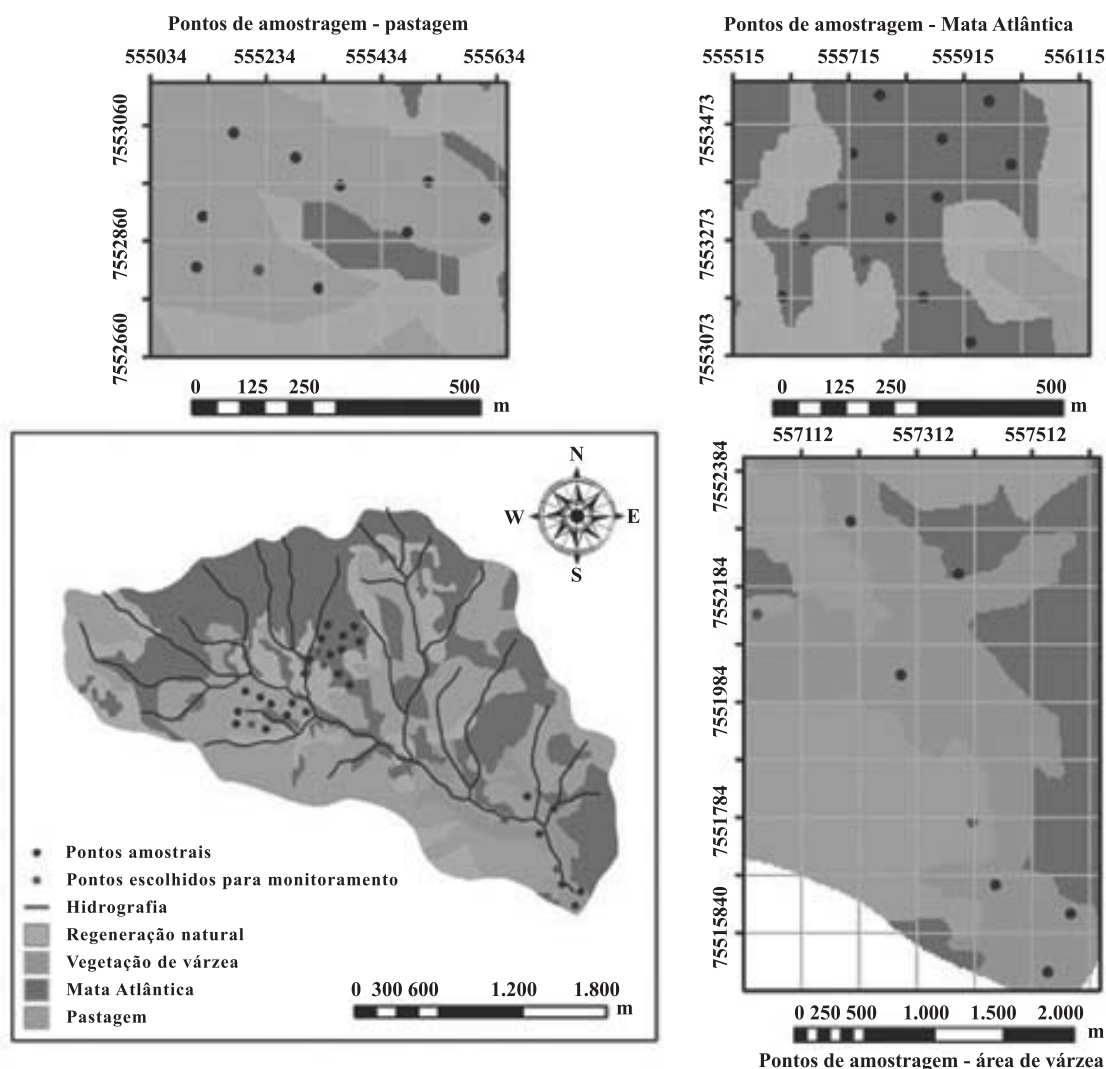 Pontos de amostragem - pastagem
555034 555234 555434 555634
7553060
7552860
7552660
0 125 250 500 m
Pontos de amostragem - Mata Atlântica
555515 555715 555915 556115
7553473
7553273
7553073
0 125 250 500 m
N
W E
S
Pontos amostrais
Pontos escolhidos para monitoramento
Hidrografia
Regeneração natural
Vegetação de várzea
Mata Atlântica
Pastagem
0 300 600 1.200 1.800 m
557112 557312 557512
7552384
7552184
7551984
7551784
75515840
0 250 500 1.000 1.500 2.000 m
Pontos de amostragem - área de várzea